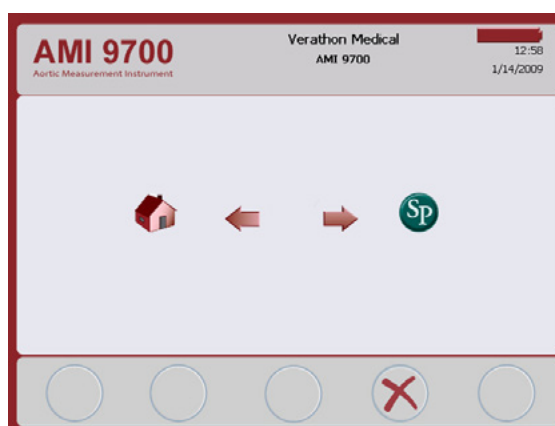 AMI 9700
Aortic Measurement Instrument
Verathon Medical
AMI 9700
12:58
1/14/2009
SP